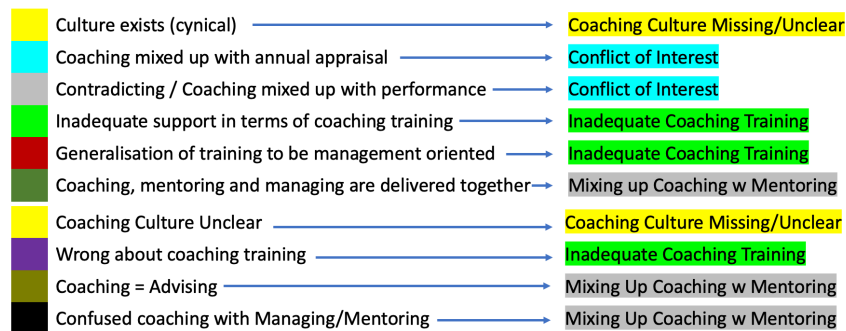 Culture exists (cynical) Coaching Culture Missing/Unclear
Coaching mixed up with annual appraisal Conflict of Interest
Contradicting / Coaching mixed up with performance Conflict of Interest
Inadequate support in terms of coaching training Inadequate Coaching Training
Generalisation of training to be management oriented Inadequate Coaching Training
Coaching, mentoring and managing are delivered together Mixing up Coaching w Mentoring
Coaching Culture Unclear Coaching Culture Missing/Unclear
Wrong about coaching training Inadequate Coaching Training
Coaching = Advising Mixing Up Coaching w Mentoring
Confused coaching with Managing/Mentoring Mixing Up Coaching w Mentoring